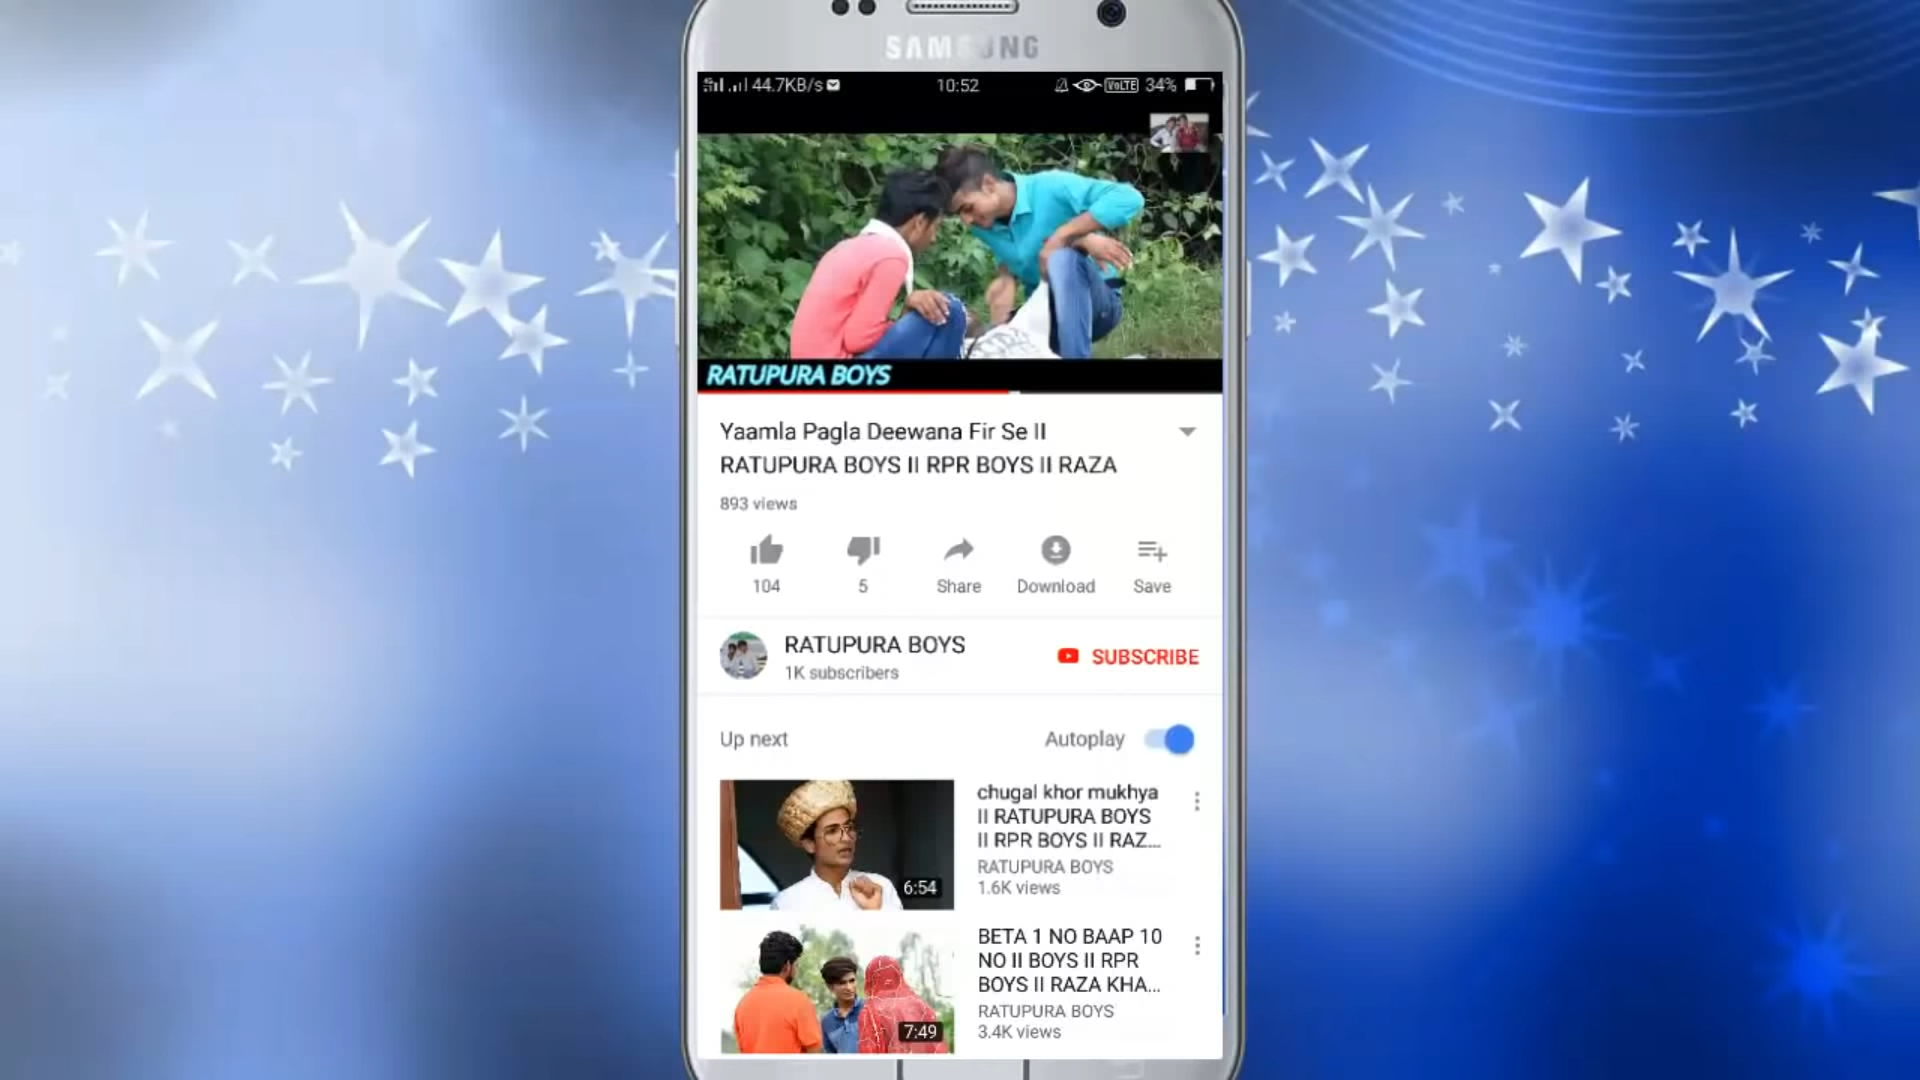 SAMSUNG
44.7KB/s
10:52
VoLTE 34%
RATUPURA BOYS
Yaamla Pagla Deewana Fir Se II
RATUPURA BOYS II RPR BOYS II RAZA
893 views
104
5
Share
Download
Save
RATUPURA BOYS
1K subscribers
SUBSCRIBE
Up next
Autoplay
6:54
chugal khor mukhya
II RATUPURA BOYS
II RPR BOYS II RAZ...
RATUPURA BOYS
1.6K views
7:49
BETA 1 NO BAAP 10
NO II BOYS II RPR
BOYS II RAZA KHA...
RATUPURA BOYS
3.4K views